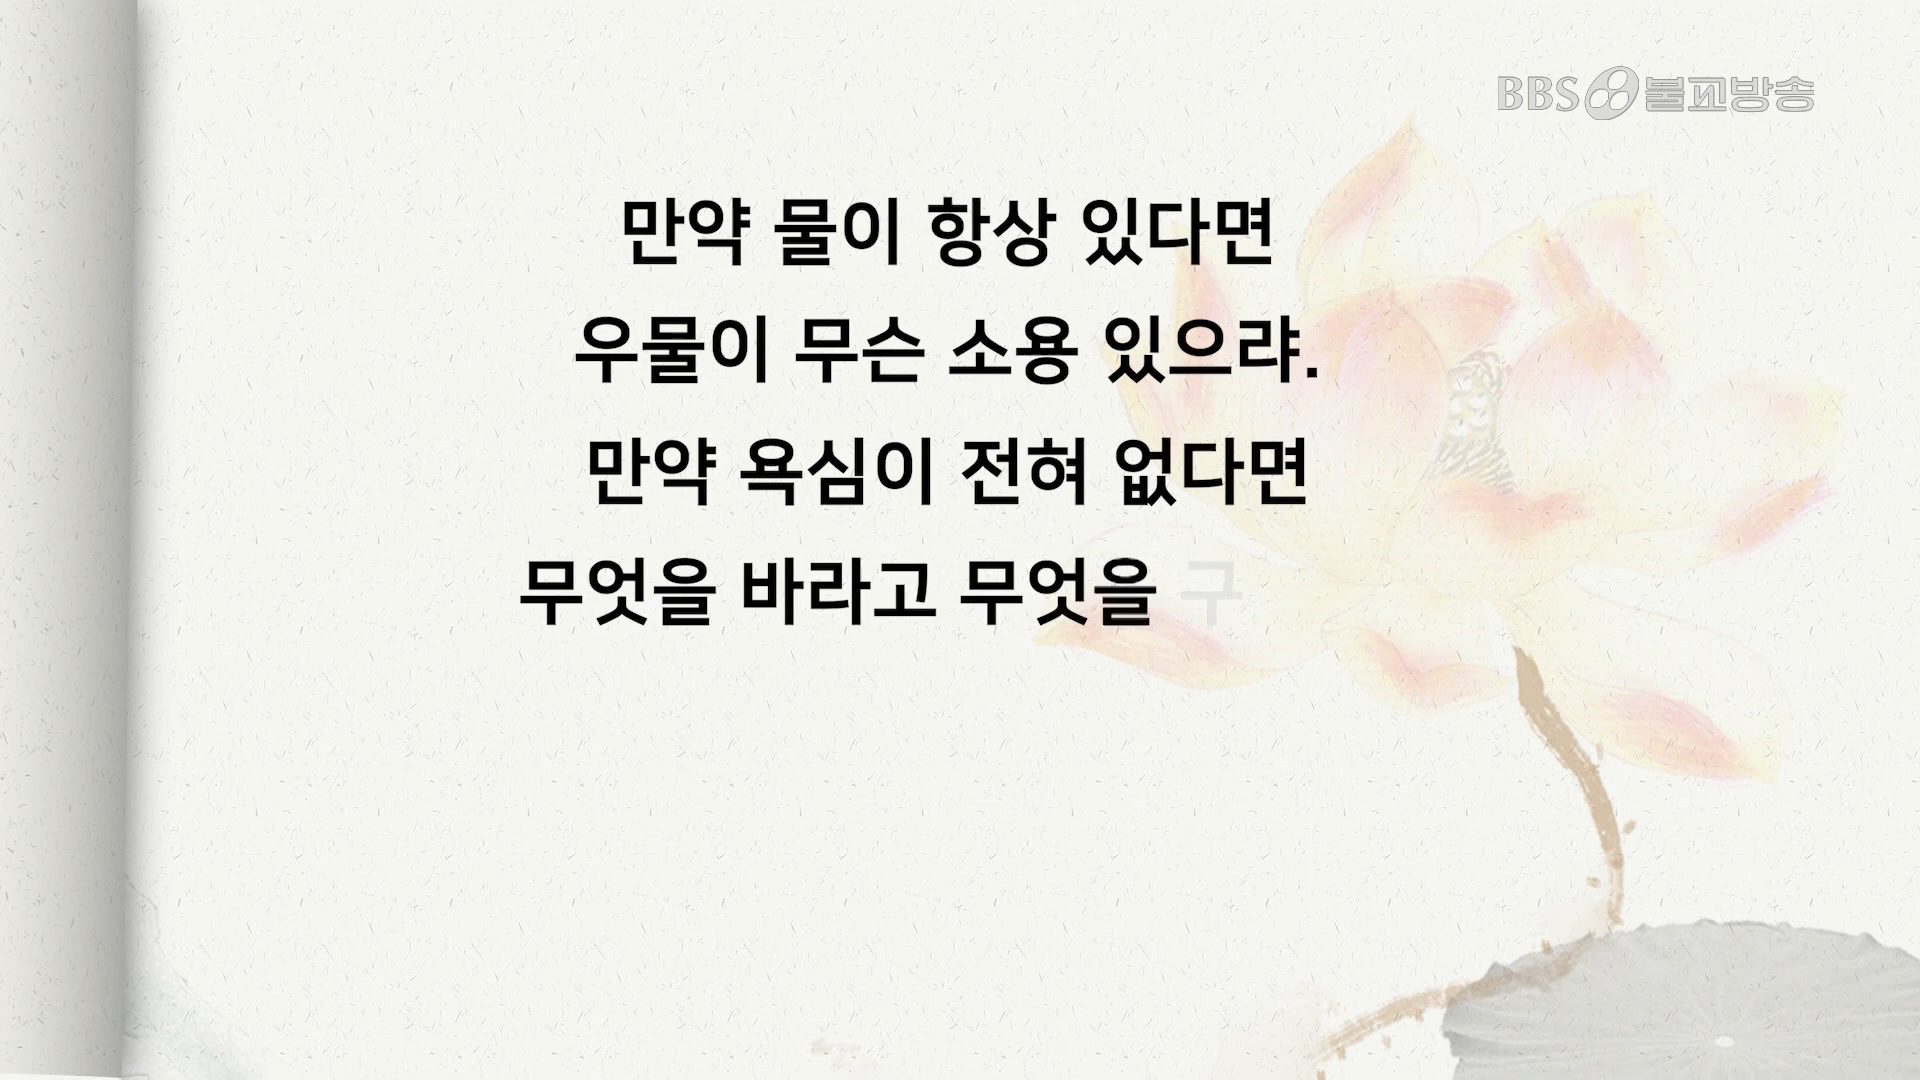 BBS 불교방송
만약 물이 항상 있다면
우물이 무슨 소용 있으랴.
만약 욕심이 전혀 없다면
무엇을 바라고 무엇을 구